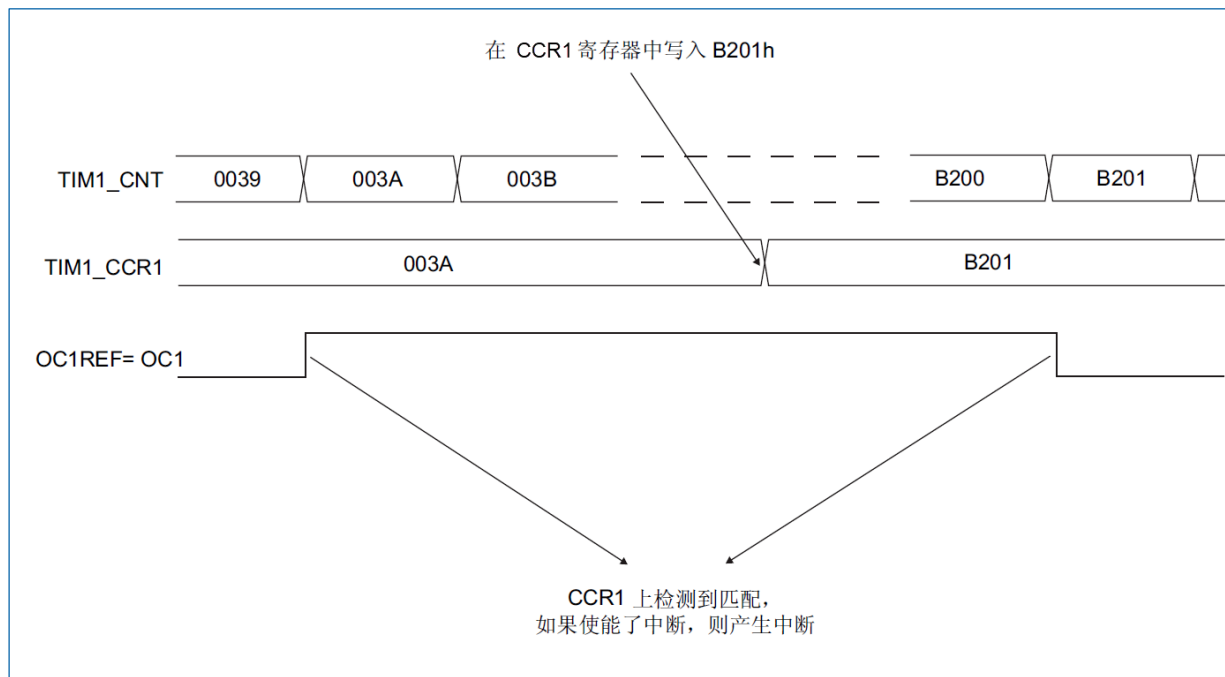 在 CCR1 寄存器中写入 B201h
TIM1_CNT 0039 003A 003B B200 B201
TIM1_CCR1 003A B201
OC1REF= OC1
CCR1 上检测到匹配，
如果使能了中断，则产生中断